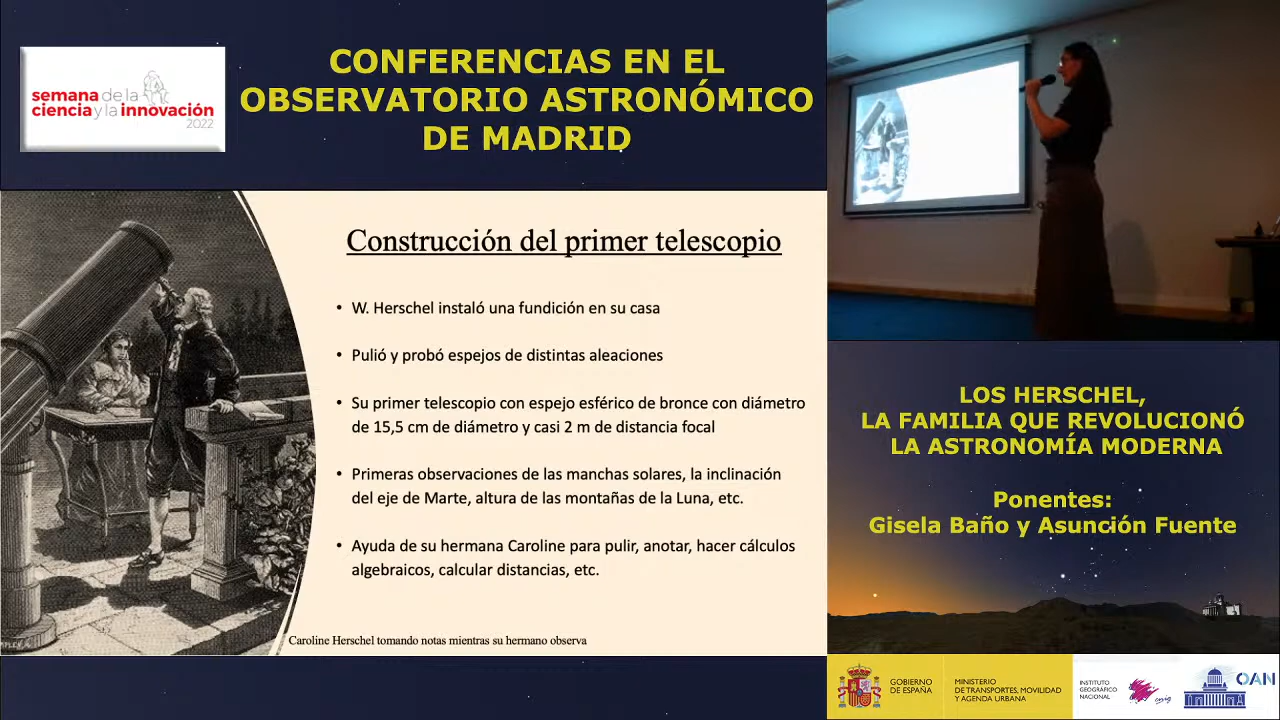 semana de la
ciencia y la innovación
2022
CONFERENCIAS EN EL
OBSERVATORIO ASTRONÓMICO
DE MADRID
Construcción del primer telescopio
• W. Herschel instaló una fundición en su casa
• Pulió y probó espejos de distintas aleaciones
• Su primer telescopio con espejo esférico de bronce con diámetro
de 15,5 cm de diámetro y casi 2 m de distancia focal
• Primeras observaciones de las manchas solares, la inclinación
del eje de Marte, altura de las montañas de la Luna, etc.
• Ayuda de su hermana Caroline para pulir, anotar, hacer cálculos
algebraicos, calcular distancias, etc.
Caroline Herschel tomando notas mientras su hermano observa
LOS HERSCHEL,
LA FAMILIA QUE REVOLUCIONÓ
LA ASTRONOMÍA MODERNA
Ponentes:
Gisela Baño y Asunción Fuente
GOBIERNO
DE ESPAÑA
MINISTERIO
DE TRANSPORTES, MOVILIDAD
Y AGENDA URBANA
INSTITUTO
GEOGRÁFICO
NACIONAL
cnig
OAN